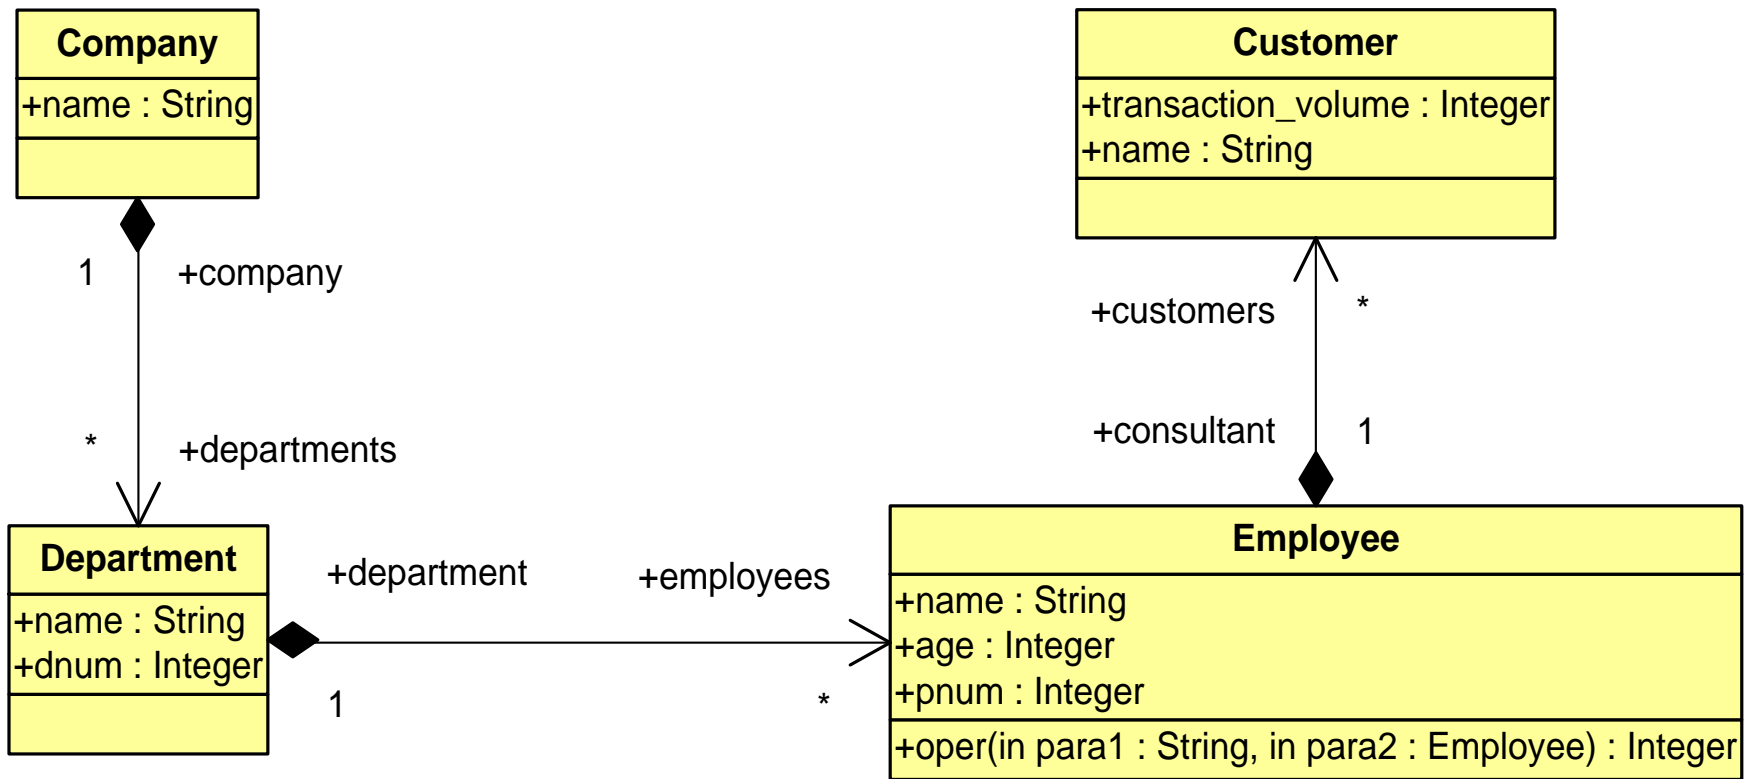 Company
+name : String
Customer
+transaction_volume : Integer
+name : String
1
+company
+customers
*
+consultant
1
*
+departments
Department
+name : String
+dnum : Integer
+department
+employees
1
*
Employee
+name : String
+age : Integer
+pnum : Integer
+oper(in para1 : String, in para2 : Employee) : Integer